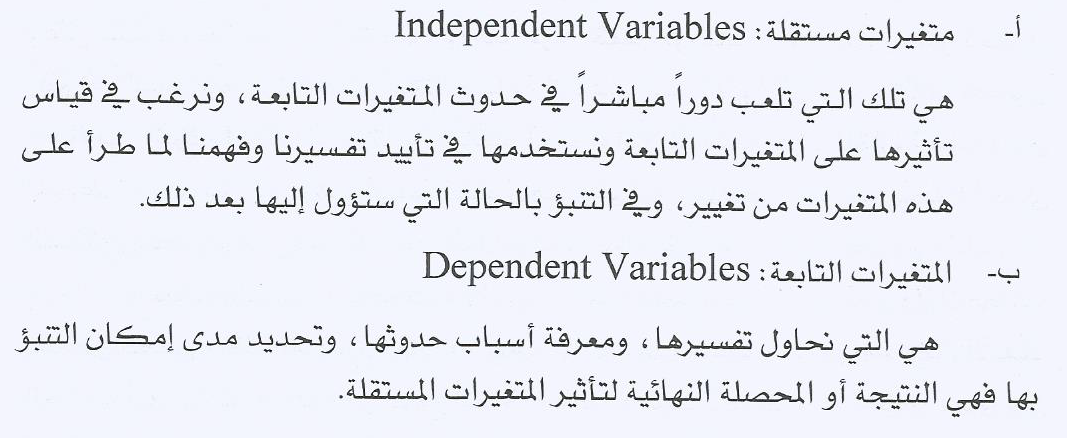 أ- متغيرات مستقلة: Independent Variables
هي تلك التي تلعب دوراً مباشراً في حدوث المتغيرات التابعة، ونرغب في قياس
تأثيرها على المتغيرات التابعة ونستخدمها في تأييد تفسيرنا وفهمنا لما طرأ على
هذه المتغيرات من تغيير، وفي التنبؤ بالحالة التي ستؤول إليها بعد ذلك.
ب- المتغيرات التابعة: Dependent Variables
هي التي نحاول تفسيرها، ومعرفة أسباب حدوثها، وتحديد مدى إمكان التنبؤ
بها فهي النتيجة أو المحصلة النهائية لتأثير المتغيرات المستقلة.